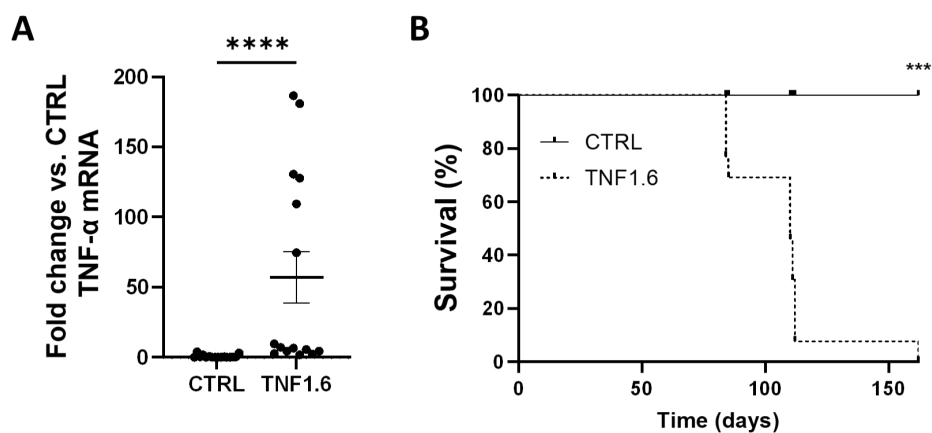 A
Fold change vs. CTRL
TNF-α mRNA
****
200
150
100
50
0
CTRL
TNF1.6
B
Survival (%)
***
100
80
60
40
20
0
CTRL
TNF1.6
0
50
100
150
Time (days)